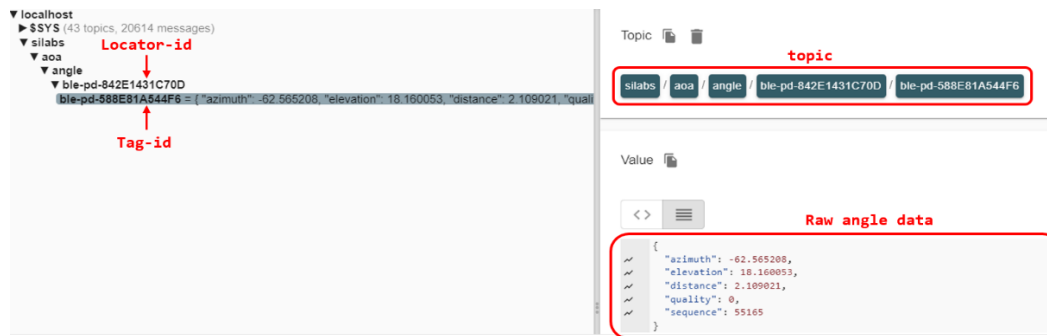 ▼ localhost
▶ $SYS (43 topics, 20614 messages)
▼ silabs
Locator-id
▼ aoa
▼ angle
▼ ble-pd-842E1431C70D
ble-pd-588E81A544F6 = { "azimuth": -62.565208, "elevation": 18.160053, "distance": 2.109021, "quali
Tag-id
Topic
topic
silabs / aoa / angle / ble-pd-842E1431C70D / ble-pd-588E81A544F6
Value
<>
Raw angle data
{
"azimuth": -62.565208,
"elevation": 18.160053,
"distance": 2.109021,
"quality": 0,
"sequence": 55165
}